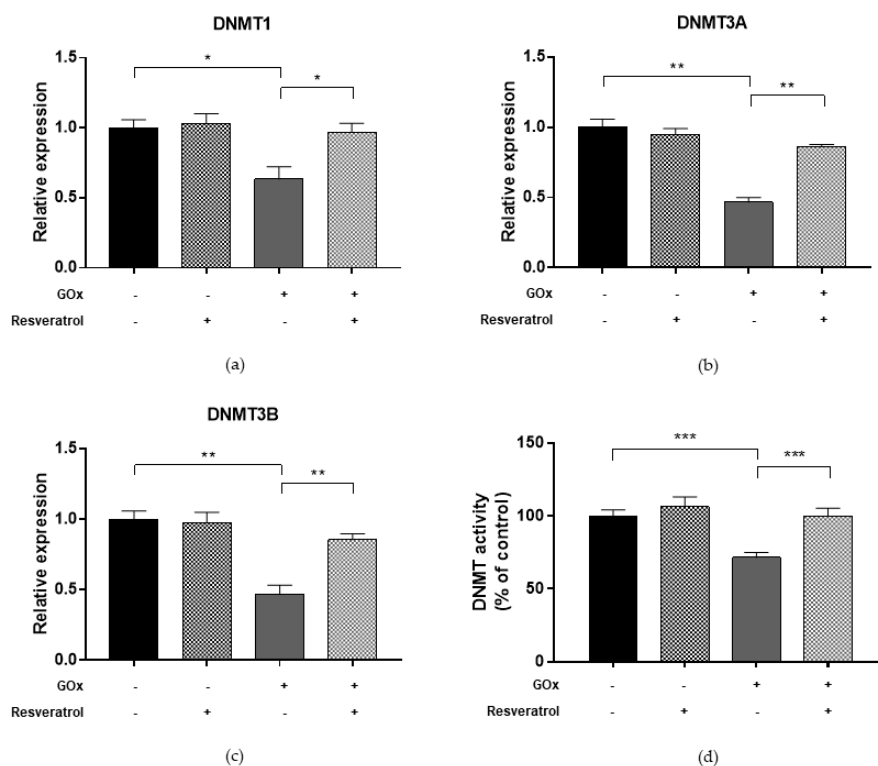 DNMT1
Relative expression
1.5
1.0
0.5
0.0
*
*
GOx - - + +
Resveratrol - + - +
(a)
DNMT3A
Relative expression
1.5
1.0
0.5
0.0
**
**
GOx - - + +
Resveratrol - + - +
(b)
DNMT3B
Relative expression
1.5
1.0
0.5
0.0
**
**
GOx - - + +
Resveratrol - + - +
(c)
DNMT activity
(% of control)
150
100
50
0
***
***
GOx - - + +
Resveratrol - + - +
(d)